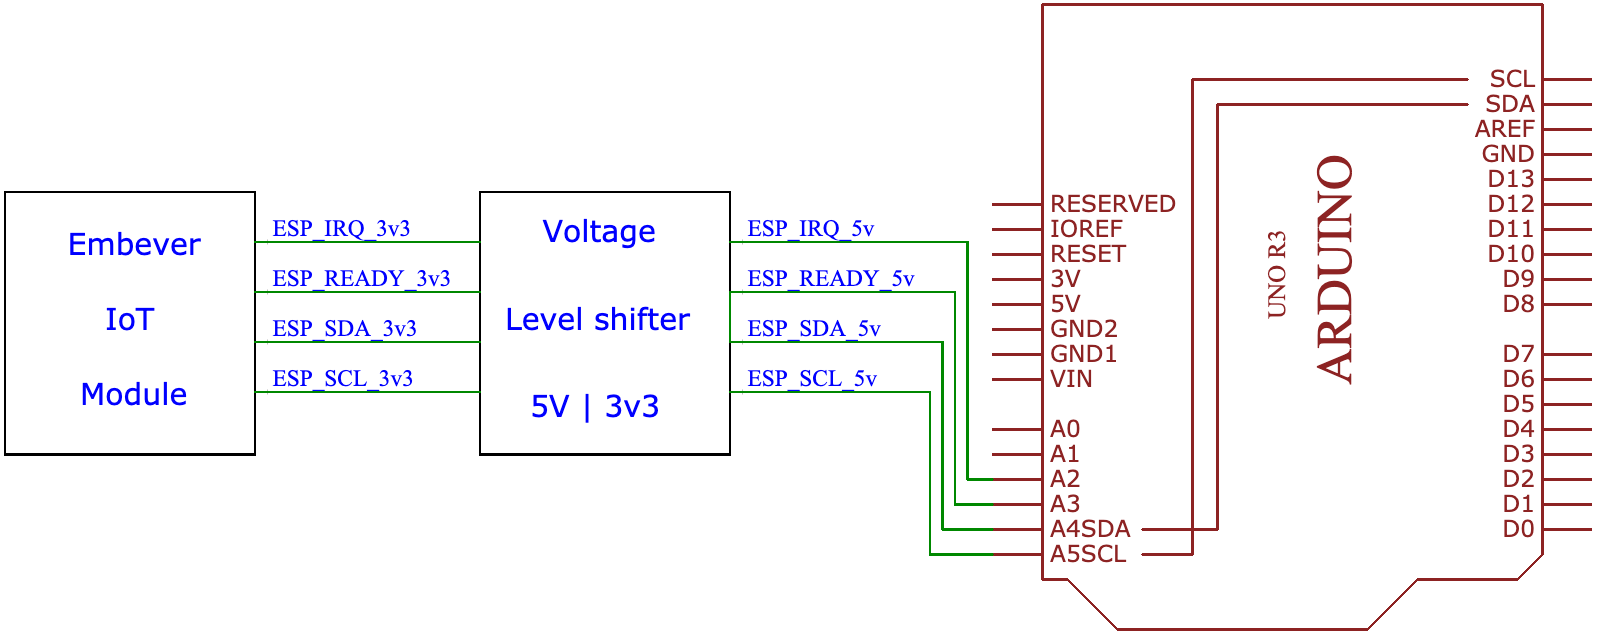 Embever
IoT
Module
ESP_IRQ_3v3
ESP_READY_3v3
ESP_SDA_3v3
ESP_SCL_3v3
Voltage
Level shifter
5V | 3v3
ESP_IRQ_5v
ESP_READY_5v
ESP_SDA_5v
ESP_SCL_5v
RESERVED
IOREF
RESET
3V
5V
GND2
GND1
VIN
A0
A1
A2
A3
A4SDA
A5SCL
UNO R3
ARDUINO
SCL
SDA
AREF
GND
D13
D12
D11
D10
D9
D8
D7
D6
D5
D4
D3
D2
D1
D0